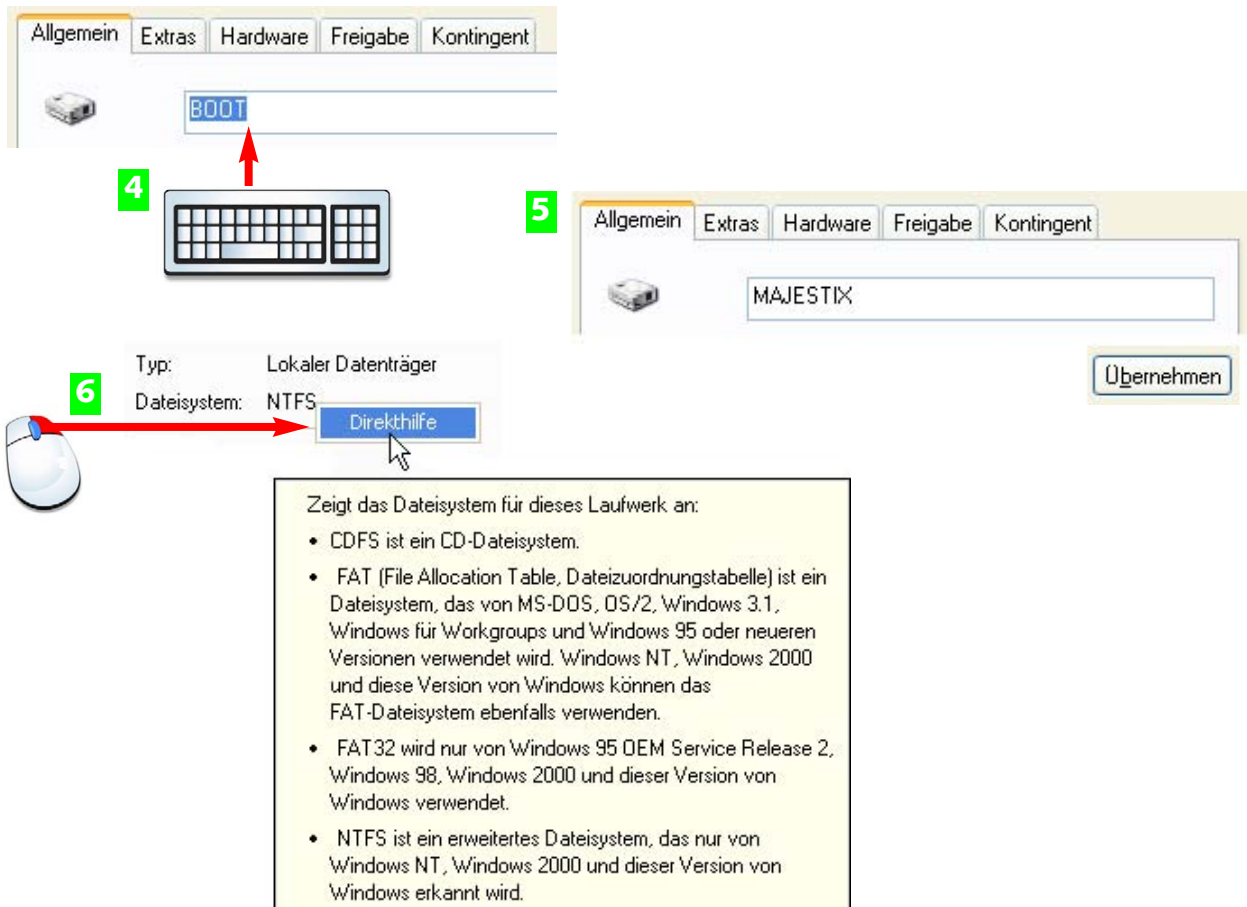 Allgemein Extras Hardware Freigabe Kontingent
BOOT
4
5
Allgemein Extras Hardware Freigabe Kontingent
MAJESTIX
Übernehmen
6
Typ: Lokaler Datenträger
Dateisystem: NTFS
Direkthilfe
Zeigt das Dateisystem für dieses Laufwerk an:
• CDFS ist ein CD-Dateisystem.
• FAT (File Allocation Table, Dateizuordnungstabelle) ist ein
Dateisystem, das von MS-DOS, OS/2, Windows 3.1,
Windows für Workgroups und Windows 95 oder neueren
Versionen verwendet wird. Windows NT, Windows 2000
und diese Version von Windows können das
FAT-Dateisystem ebenfalls verwenden.
• FAT32 wird nur von Windows 95 OEM Service Release 2,
Windows 98, Windows 2000 und dieser Version von
Windows verwendet.
• NTFS ist ein erweitertes Dateisystem, das nur von
Windows NT, Windows 2000 und dieser Version von
Windows erkannt wird.